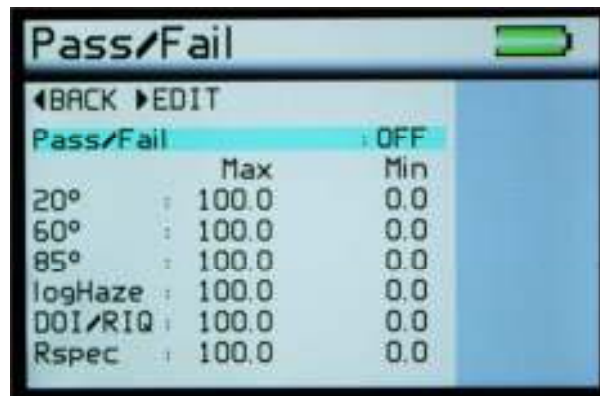 Pass/Fail
◀BACK ▶EDIT
Pass/Fail : OFF
Max Min
20° : 100.0 0.0
60° : 100.0 0.0
85° : 100.0 0.0
logHaze : 100.0 0.0
DOI/RIQ : 100.0 0.0
Rspec : 100.0 0.0